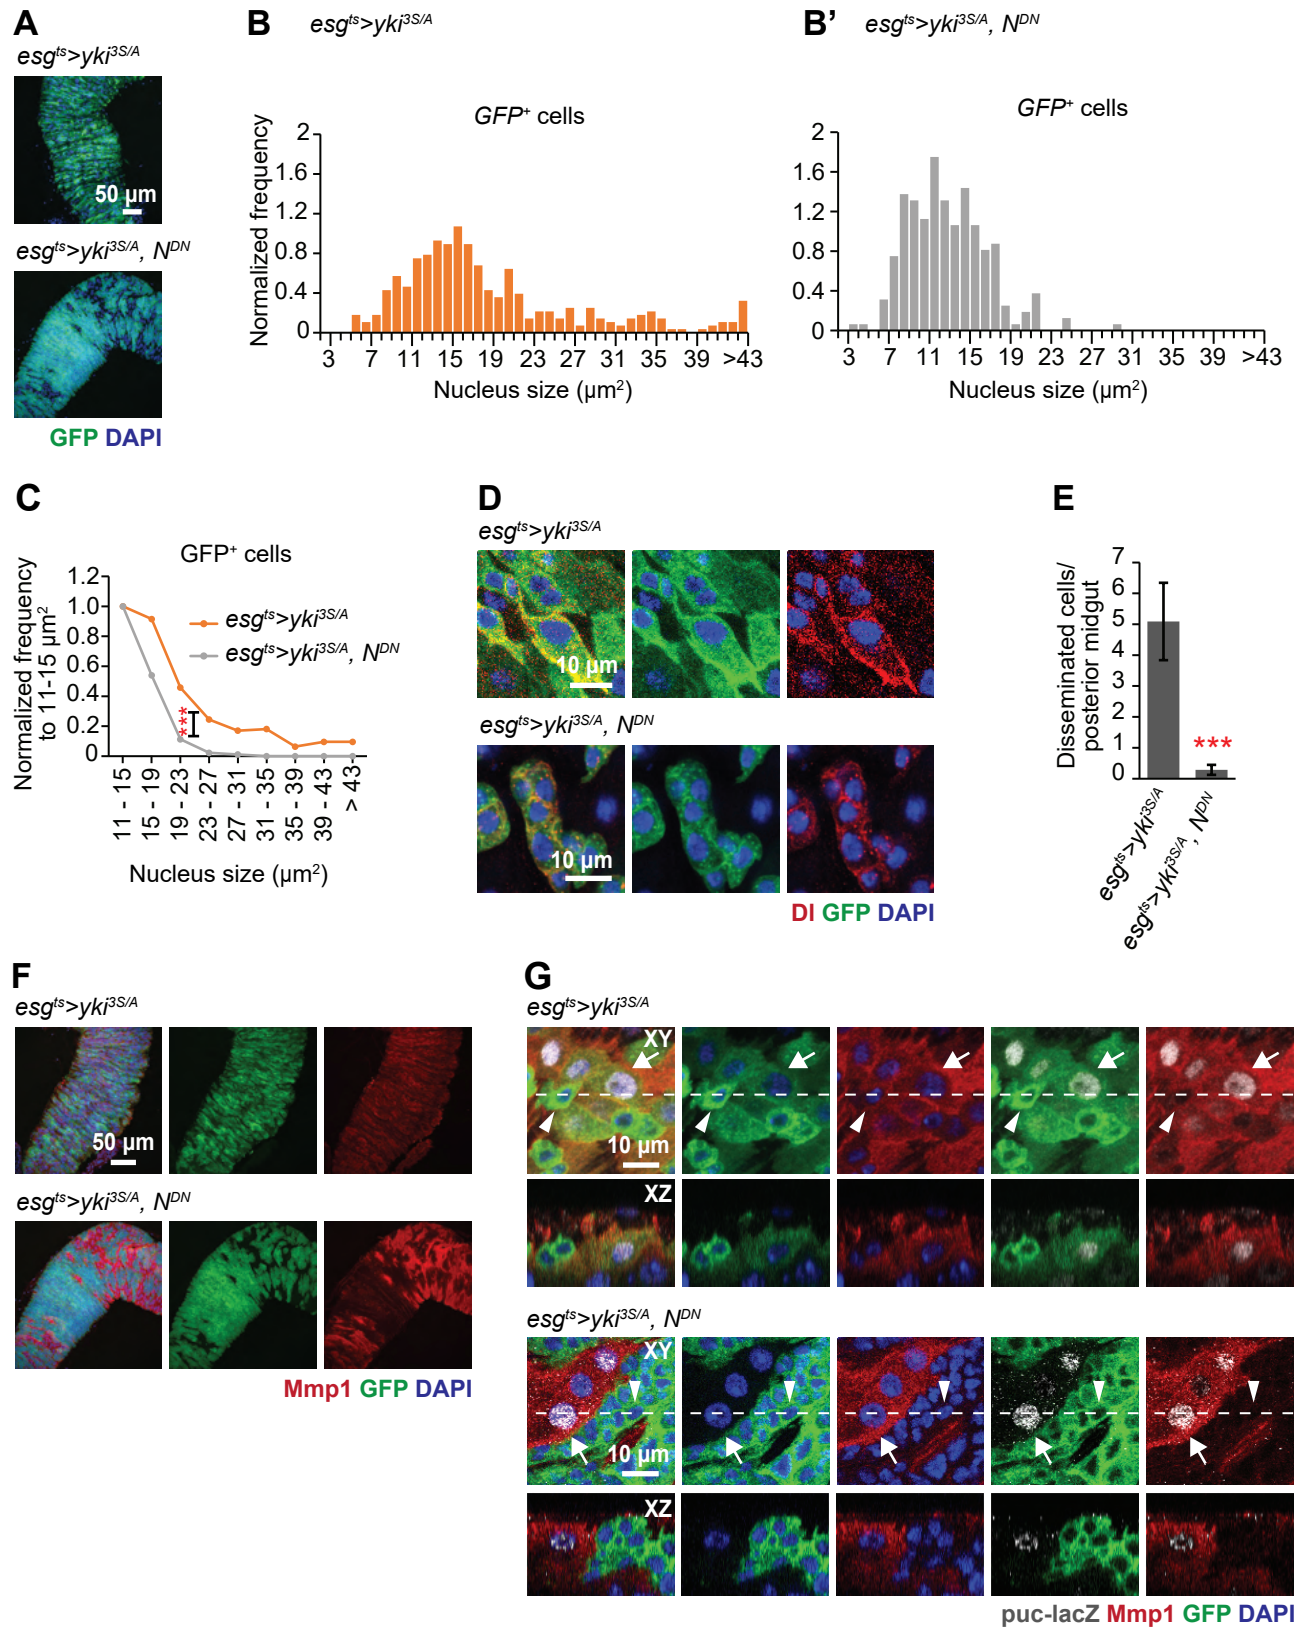 A
esgᵗˢ>yki³ˢ/ᴬ
50 µm
esgᵗˢ>yki³ˢ/ᴬ, Nᴰᴺ
GFP DAPI
B
esgᵗˢ>yki³ˢ/ᴬ
GFP⁺ cells
Normalized frequency
2
1.6
1.2
0.8
0.4
0
3 7 11 15 19 23 27 31 35 39 >43
Nucleus size (µm²)
B’
esgᵗˢ>yki³ˢ/ᴬ, Nᴰᴺ
GFP⁺ cells
2
1.6
1.2
0.8
0.4
0
3 7 11 15 19 23 27 31 35 39 >43
Nucleus size (µm²)
C
GFP⁺ cells
Normalized frequency
to 11-15 µm²
1.2
1.0
0.8
0.6
0.4
0.2
0
esgᵗˢ>yki³ˢ/ᴬ
esgᵗˢ>yki³ˢ/ᴬ, Nᴰᴺ
***
11 - 15
15 - 19
19 - 23
23 - 27
27 - 31
31 - 35
35 - 39
39 - 43
> 43
Nucleus size (µm²)
D
esgᵗˢ>yki³ˢ/ᴬ
10 µm
esgᵗˢ>yki³ˢ/ᴬ, Nᴰᴺ
10 µm
Dl GFP DAPI
E
Disseminated cells/
posterior midgut
7
6
5
4
3
2
1
0
***
esgᵗˢ>yki³ˢ/ᴬ
esgᵗˢ>yki³ˢ/ᴬ, Nᴰᴺ
F
esgᵗˢ>yki³ˢ/ᴬ
50 µm
esgᵗˢ>yki³ˢ/ᴬ, Nᴰᴺ
Mmp1 GFP DAPI
G
esgᵗˢ>yki³ˢ/ᴬ
XY
10 µm
XZ
esgᵗˢ>yki³ˢ/ᴬ, Nᴰᴺ
XY
10 µm
XZ
puc-lacZ Mmp1 GFP DAPI